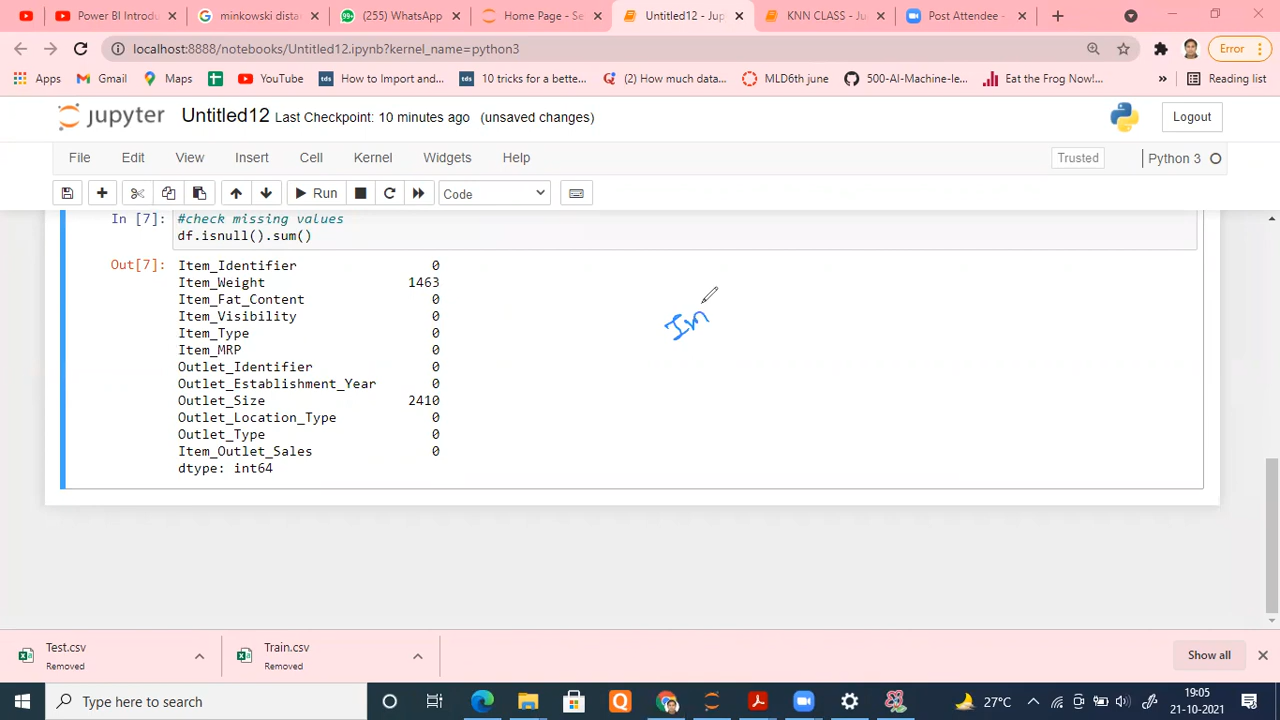 Power BI Introdu
minkowski dista
(255) WhatsApp
Home Page - Se
Untitled12 - Jup
KNN CLASS - Ju
Post Attendee -
localhost:8888/notebooks/Untitled12.ipynb?kernel_name=python3
Error
Apps
Gmail
Maps
YouTube
tds How to Import and...
tds 10 tricks for a bette...
(2) How much data...
MLD6th june
500-AI-Machine-le...
Eat the Frog Now!...
Reading list
jupyter Untitled12 Last Checkpoint: 10 minutes ago (unsaved changes)
Logout
File Edit View Insert Cell Kernel Widgets Help
Trusted
Python 3
Run
Code
In [7]: #check missing values
df.isnull().sum()
Out[7]: Item_Identifier 0
Item_Weight 1463
Item_Fat_Content 0
Item_Visibility 0
Item_Type 0
Item_MRP 0
Outlet_Identifier 0
Outlet_Establishment_Year 0
Outlet_Size 2410
Outlet_Location_Type 0
Outlet_Type 0
Item_Outlet_Sales 0
dtype: int64
Im
Test.csv
Removed
Train.csv
Removed
Show all
Type here to search
27°C
19:05
21-10-2021